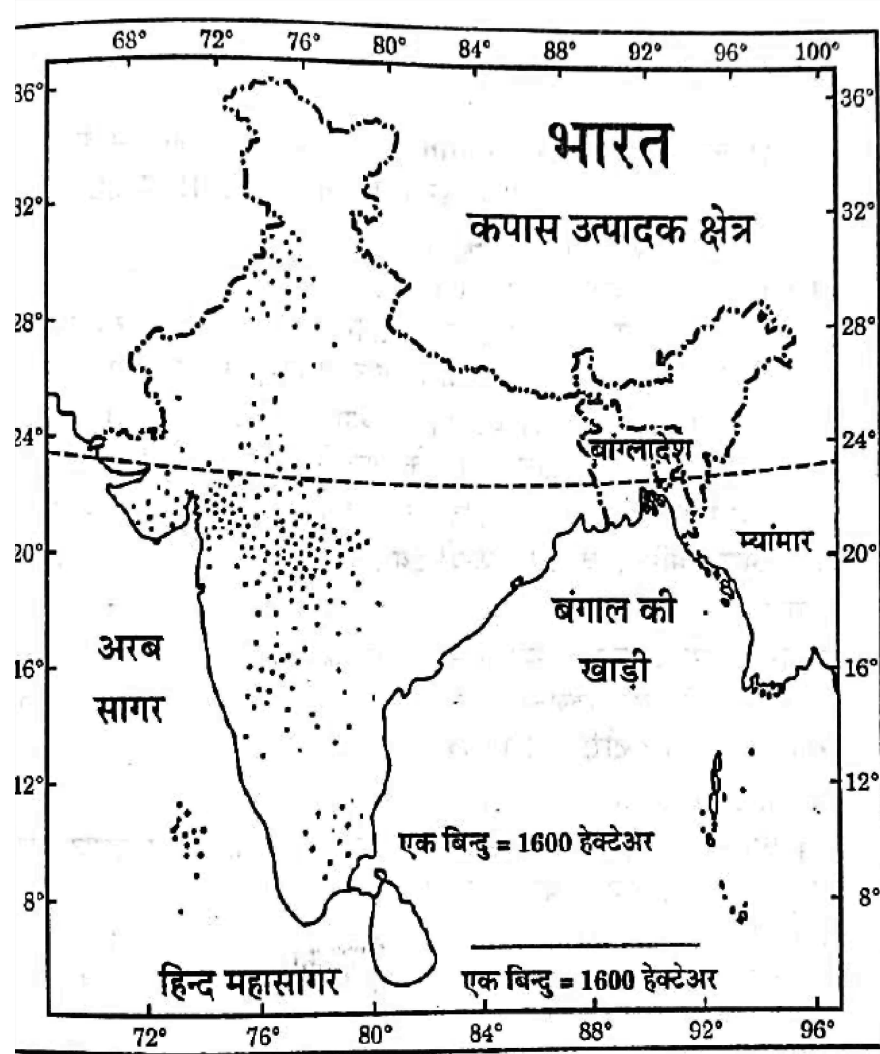 68° 72° 76° 80° 84° 88° 92° 96° 100°
36° 36°
भारत
32° 32°
कपास उत्पादक क्षेत्र
28° 28°
24° 24°
बांग्लादेश
20° 20°
म्यांमार
बंगाल की
खाड़ी
अरब
सागर
16° 16°
12° 12°
एक बिन्दु = 1600 हेक्टेअर
8° 8°
हिन्द महासागर
एक बिन्दु = 1600 हेक्टेअर
72° 76° 80° 84° 88° 92° 96°